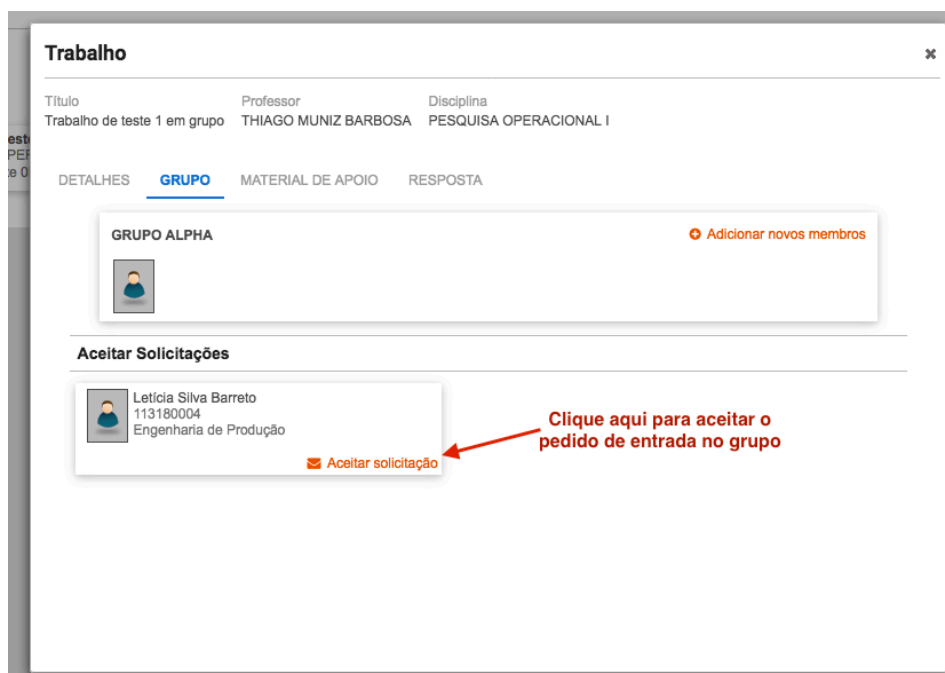 Trabalho
Título Professor Disciplina
Trabalho de teste 1 em grupo THIAGO MUNIZ BARBOSA PESQUISA OPERACIONAL I
DETALHES GRUPO MATERIAL DE APOIO RESPOSTA
GRUPO ALPHA Adicionar novos membros
Aceitar Solicitações
Letícia Silva Barreto
113180004
Engenharia de Produção
Aceitar solicitação
Clique aqui para aceitar o
pedido de entrada no grupo